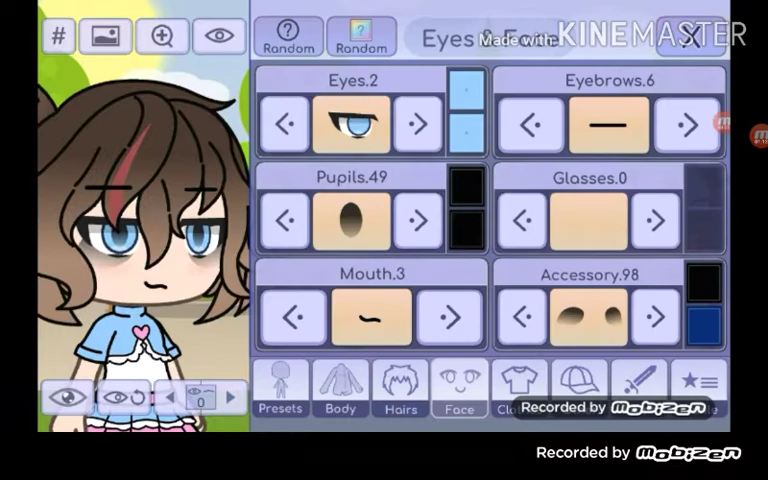 #
Random
Random
Eyes &
Made with KINEMASTER
X
Eyes.2
Eyebrows.6
Pupils.49
Glasses.0
Mouth.3
Accessory.98
0
Presets
Body
Hairs
Face
Recorded by MOBIZEN
Recorded by MOBIZEN